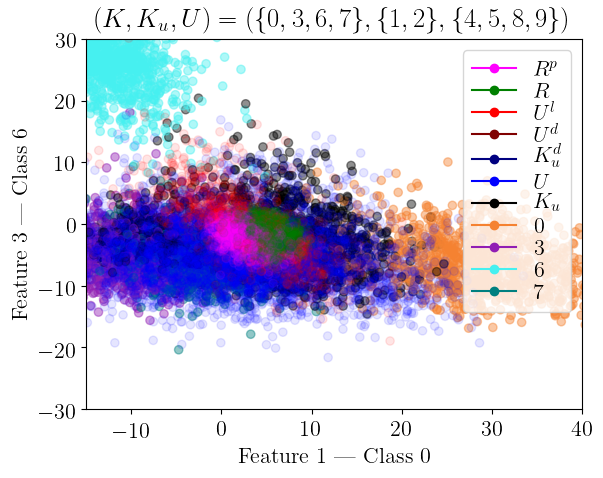 (K, K_u, U) = ({0, 3, 6, 7}, {1, 2}, {4, 5, 8, 9})
30
20
10
0
−10
−20
−30
Feature 3 — Class 6
R^p
R
U^l
U^d
K_u^d
U
K_u
0
3
6
7
−10
0
10
20
30
40
Feature 1 — Class 0